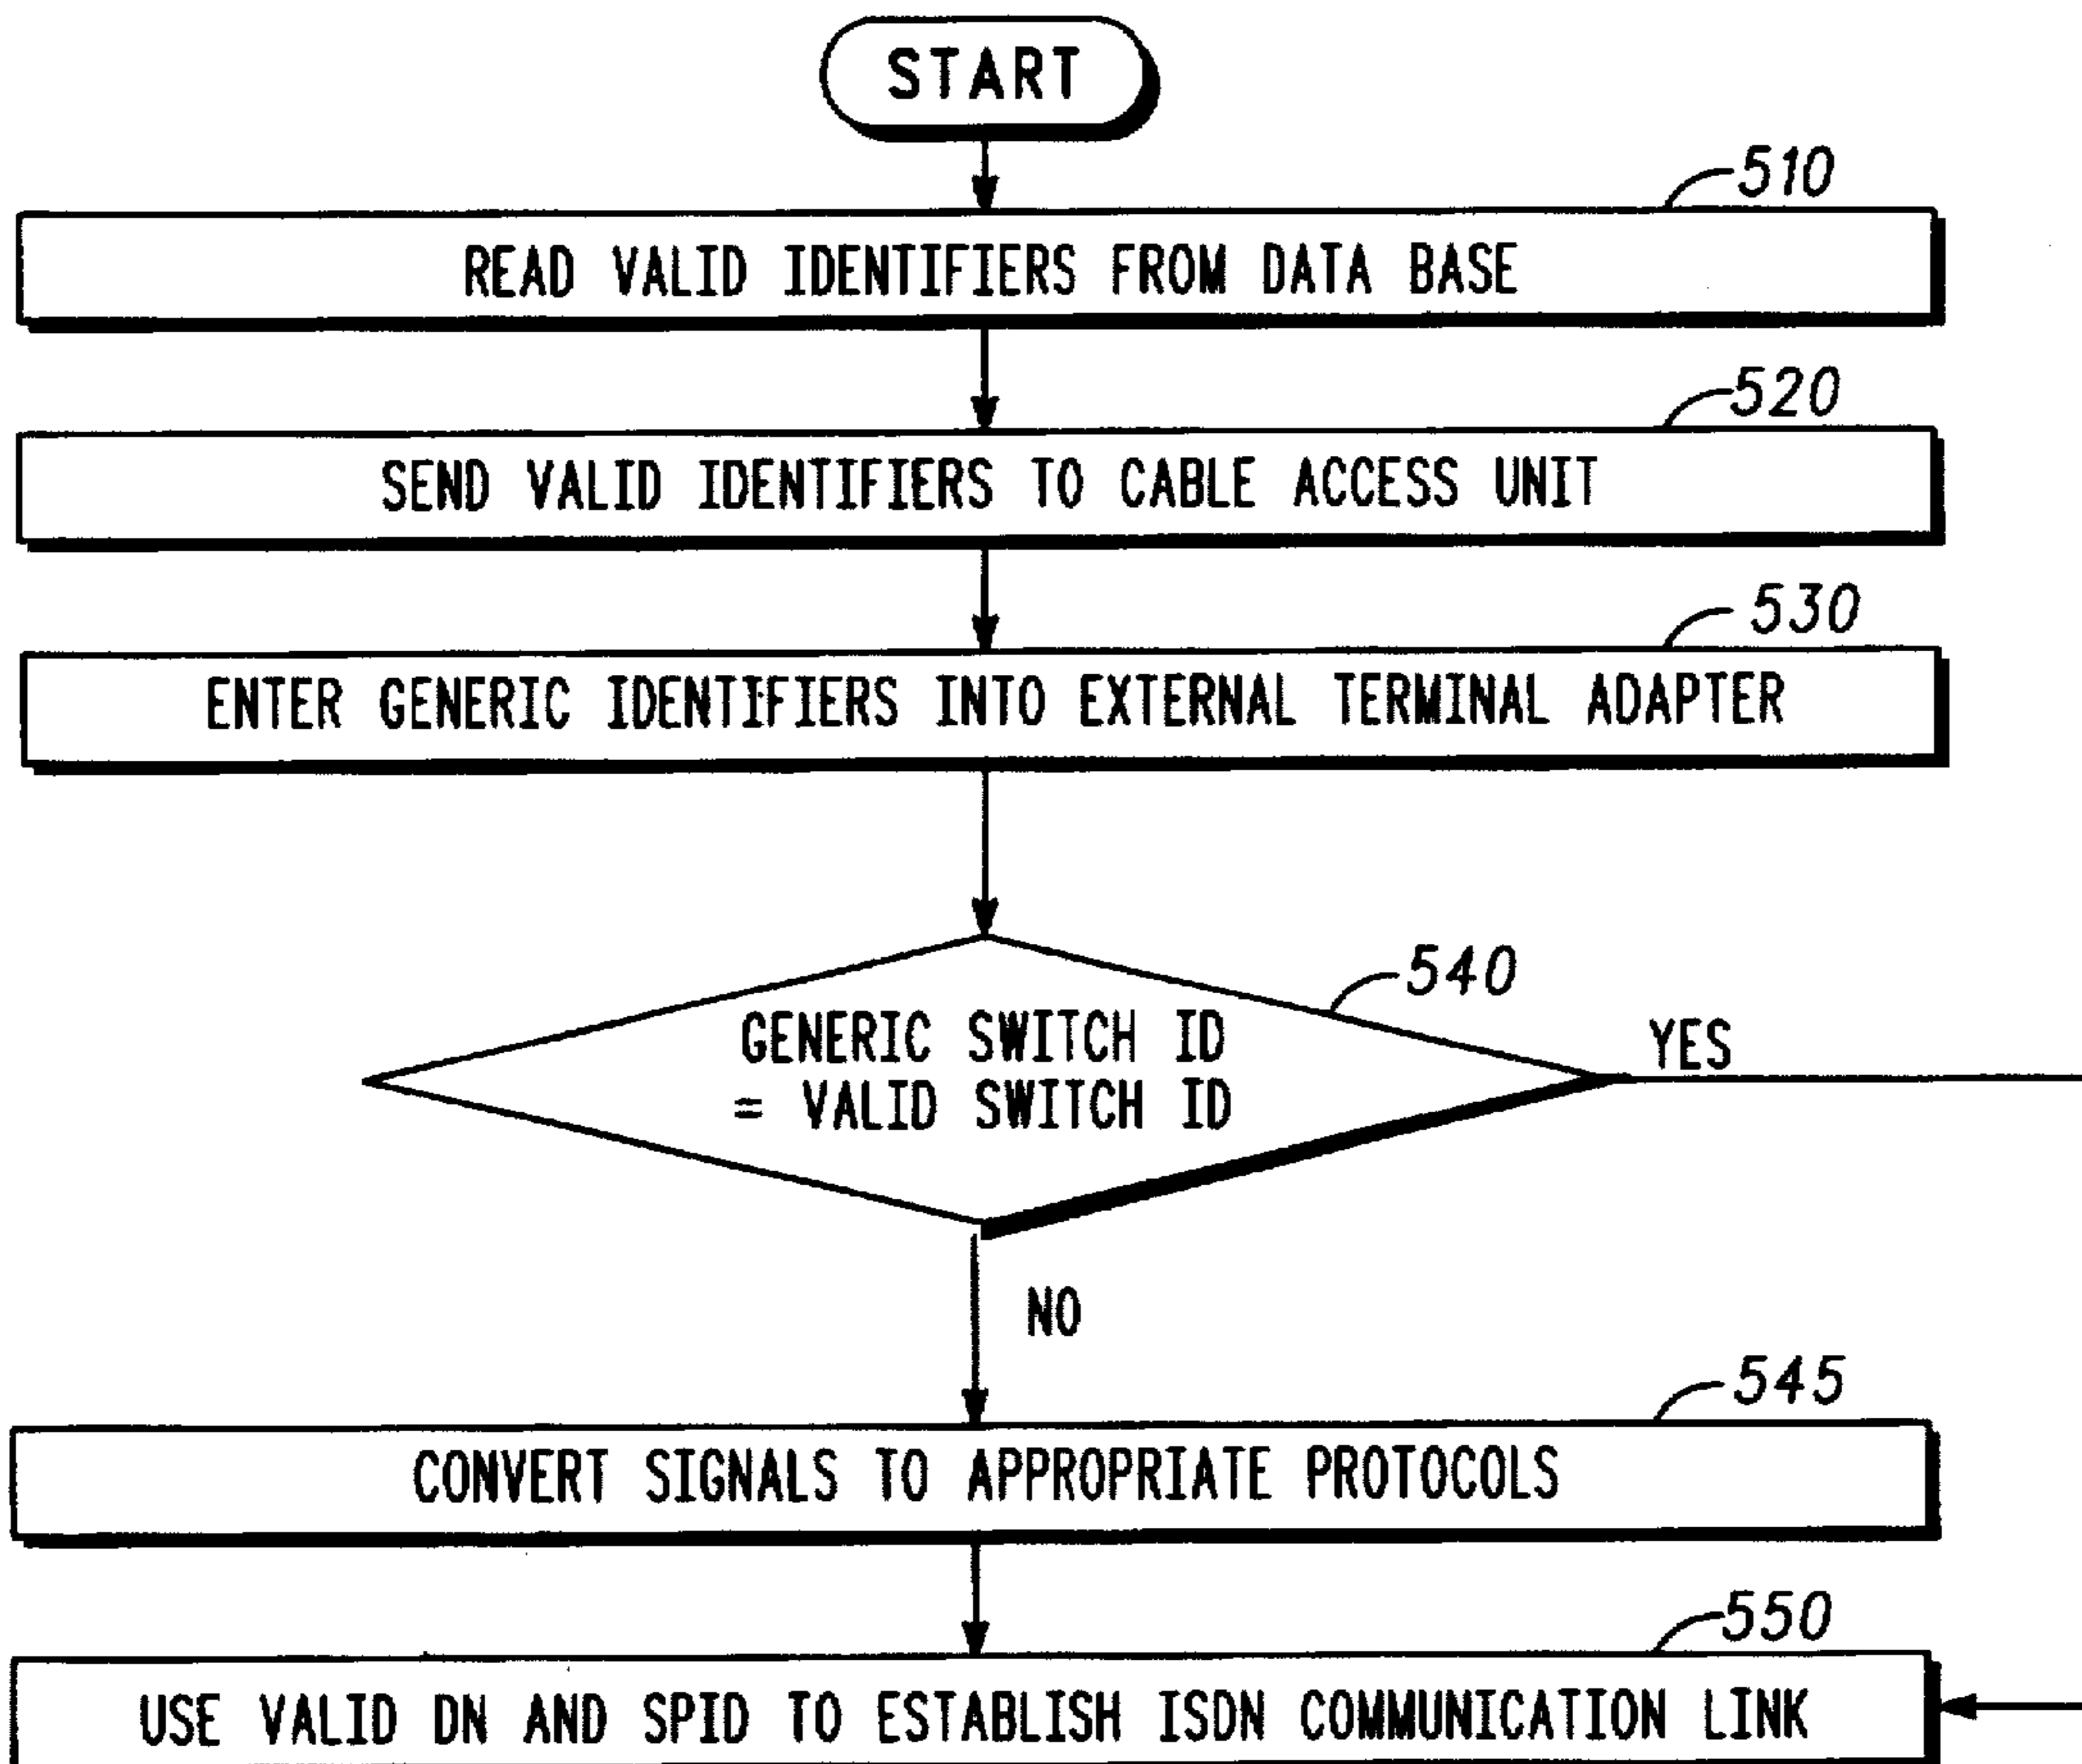 START
510
READ VALID IDENTIFIERS FROM DATA BASE
520
SEND VALID IDENTIFIERS TO CABLE ACCESS UNIT
530
ENTER GENERIC IDENTIFIERS INTO EXTERNAL TERMINAL ADAPTER
540
GENERIC SWITCH ID
= VALID SWITCH ID
YES
NO
545
CONVERT SIGNALS TO APPROPRIATE PROTOCOLS
550
USE VALID DN AND SPID TO ESTABLISH ISDN COMMUNICATION LINK